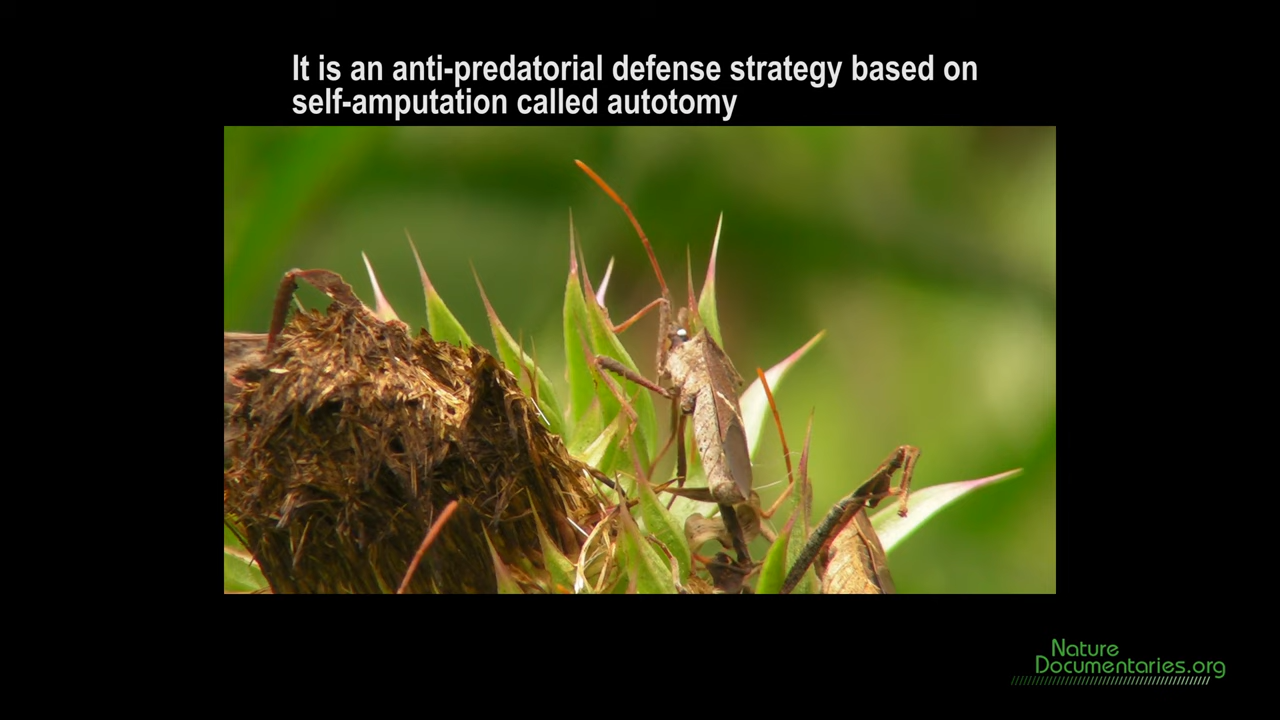 It is an anti-predatorial defense strategy based on
self-amputation called autotomy
Nature
Documentaries.org